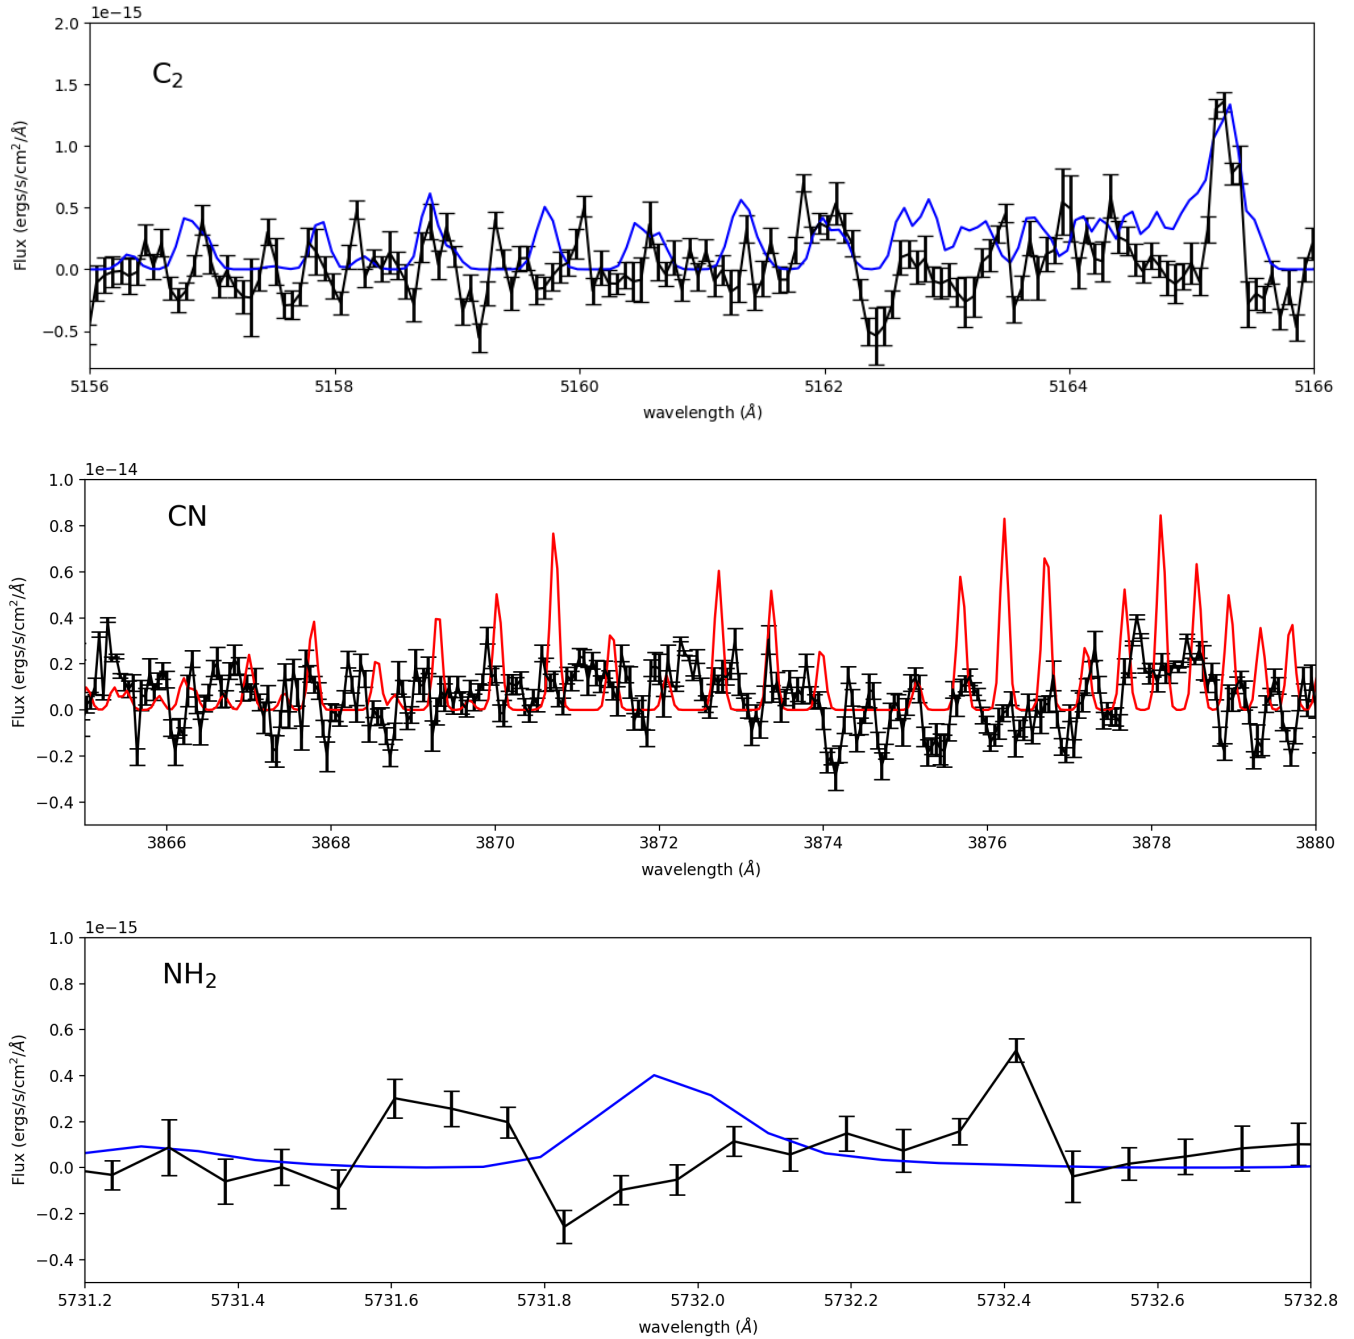 1e−15
2.0
1.5
1.0
0.5
0.0
−0.5
Flux (ergs/s/cm²/Å)
C₂
5156 5158 5160 5162 5164 5166
wavelength (Å)
1e−14
1.0
0.8
0.6
0.4
0.2
0.0
−0.2
−0.4
Flux (ergs/s/cm²/Å)
CN
3866 3868 3870 3872 3874 3876 3878 3880
wavelength (Å)
1e−15
1.0
0.8
0.6
0.4
0.2
0.0
−0.2
−0.4
Flux (ergs/s/cm²/Å)
NH₂
5731.2 5731.4 5731.6 5731.8 5732.0 5732.2 5732.4 5732.6 5732.8
wavelength (Å)